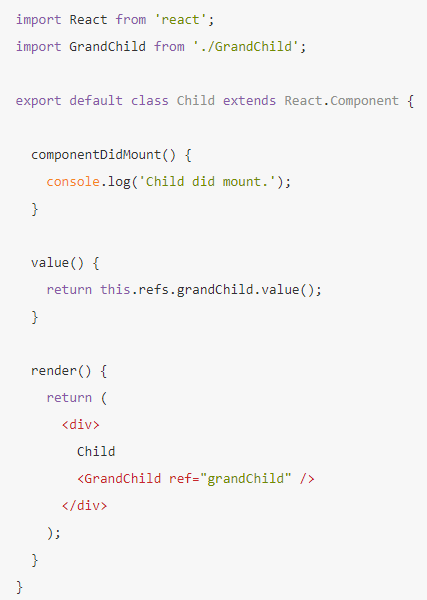 import React from 'react';
import GrandChild from './GrandChild';

export default class Child extends React.Component {

  componentDidMount() {
    console.log('Child did mount.');
  }

  value() {
    return this.refs.grandChild.value();
  }

  render() {
    return (
      <div>
        Child
        <GrandChild ref="grandChild" />
      </div>
    );
  }
}